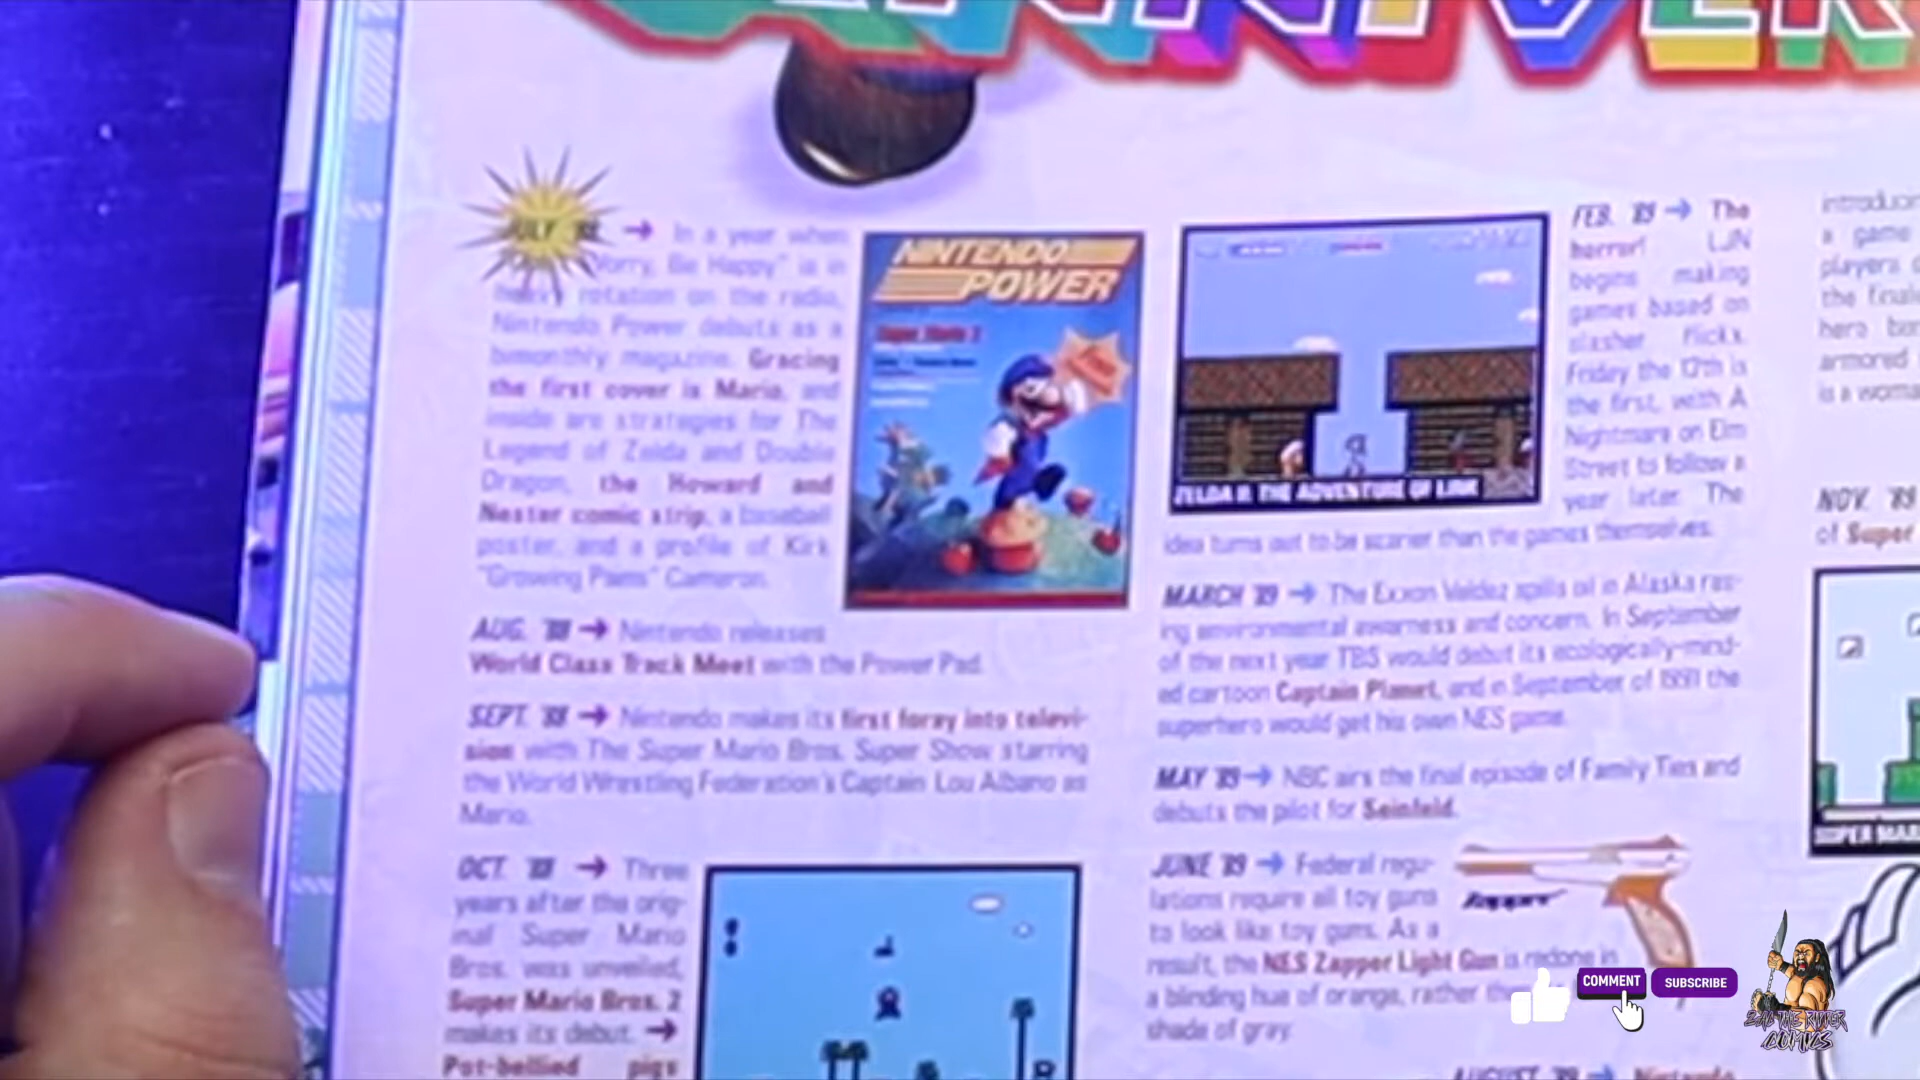 ANNIVER
JULY '88 → In a year when
Worry, Be Happy" is in
heavy rotation on the radio,
Nintendo Power debuts as a
bimonthly magazine. Gracing
the first cover is Mario, and
inside are strategies for The
Legend of Zelda and Double
Dragon, the Howard and
Nester comic strip, a baseball
poster, and a profile of Kirk
"Growing Pains" Cameron.
NINTENDO
POWER
Super Mario 2
AUG. '88 → Nintendo releases
World Class Track Meet with the Power Pad.
SEPT. '88 → Nintendo makes its first foray into televi-
sion with The Super Mario Bros. Super Show starring
the World Wrestling Federation's Captain Lou Albano as
Mario.
OCT. '88 → Three
years after the orig-
inal Super Mario
Bros. was unveiled,
Super Mario Bros. 2
makes its debut. →
Pot-bellied pigs
ZELDA II: THE ADVENTURE OF LINK
FEB. '89 → The
horror! LJN
begins making
games based on
slasher flicks.
Friday the 13th is
the first, with A
Nightmare on Elm
Street to follow a
year later. The
idea turns out to be scarier than the games themselves.
MARCH '89 → The Exxon Valdez spills oil in Alaska rais-
ing environmental awarness and concern. In September
of the next year TBS would debut its ecologically-mind-
ed cartoon Captain Planet, and in September of 1991 the
superhero would get his own NES game.
MAY '89 → NBC airs the final episode of Family Ties and
debuts the pilot for Seinfeld.
JUNE '89 → Federal regu-
lations require all toy guns
to look like toy guns. As a
result, the NES Zapper Light Gun is redone in
a blinding hue of orange, rather
shade of gray.
Zapper
AUGUST '89 → Nintendo
a game
players
the finale
hero
armored
is a woma
NOV. '89
of Super
SUPER MAR
COMMENT
SUBSCRIBE
THE
COMICS